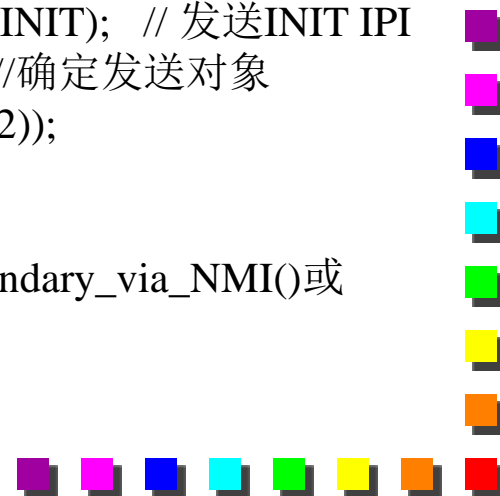 INIT); // 发送INIT IPI
//确定发送对象
2));
ndary_via_NMI()或